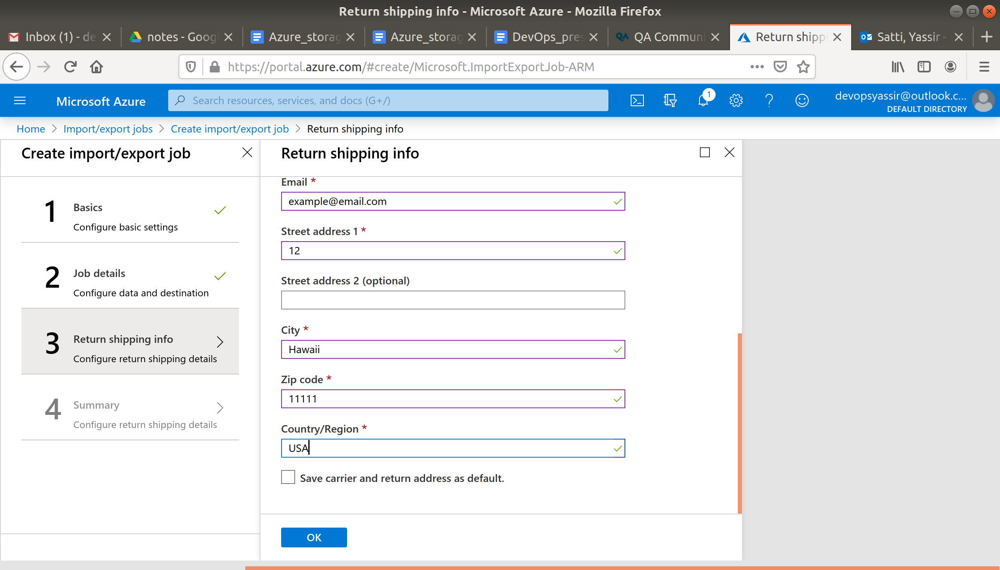 Return shipping info - Microsoft Azure - Mozilla Firefox
Inbox (1) - de
notes - Googl
Azure_storag
Azure_storag
DevOps_pres
QA Communi
Return shippi
Satti, Yassir -
https://portal.azure.com/#create/Microsoft.ImportExportJob-ARM
Microsoft Azure
Search resources, services, and docs (G+/)
1
devopsyassir@outlook.c...
DEFAULT DIRECTORY
Home > Import/export jobs > Create import/export job > Return shipping info
Create import/export job
1
Basics
Configure basic settings
2
Job details
Configure data and destination
3
Return shipping info
Configure return shipping details
4
Summary
Configure return shipping details
Return shipping info
Email *
example@email.com
Street address 1 *
12
Street address 2 (optional)
City *
Hawaii
Zip code *
11111
Country/Region *
USA
Save carrier and return address as default.
OK